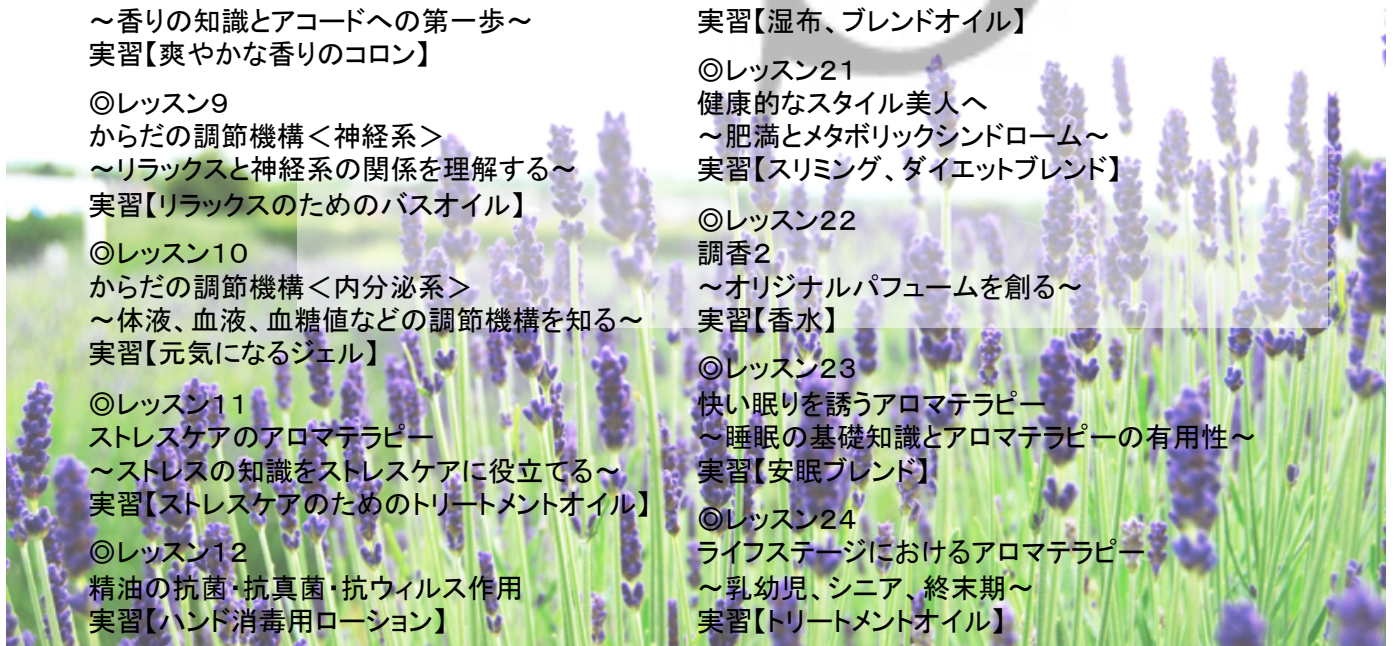 ～香りの知識とアコードへの第一歩～
実習【爽やかな香りのコロン】
◎レッスン９
からだの調節機構＜神経系＞
～リラックスと神経系の関係を理解する～
実習【リラックスのためのバスオイル】
◎レッスン１０
からだの調節機構＜内分泌系＞
～体液、血液、血糖値などの調節機構を知る～
実習【元気になるジェル】
◎レッスン１１
ストレスケアのアロマテラピー
～ストレスの知識をストレスケアに役立てる～
実習【ストレスケアのためのトリートメントオイル】
◎レッスン１２
精油の抗菌・抗真菌・抗ウィルス作用
実習【ハンド消毒用ローション】
実習【湿布、ブレンドオイル】
◎レッスン２１
健康的なスタイル美人へ
～肥満とメタボリックシンドローム～
実習【スリミング、ダイエットブレンド】
◎レッスン２２
調香２
～オリジナルパフュームを創る～
実習【香水】
◎レッスン２３
快い眠りを誘うアロマテラピー
～睡眠の基礎知識とアロマテラピーの有用性～
実習【安眠ブレンド】
◎レッスン２４
ライフステージにおけるアロマテラピー
～乳幼児、シニア、終末期～
実習【トリートメントオイル】